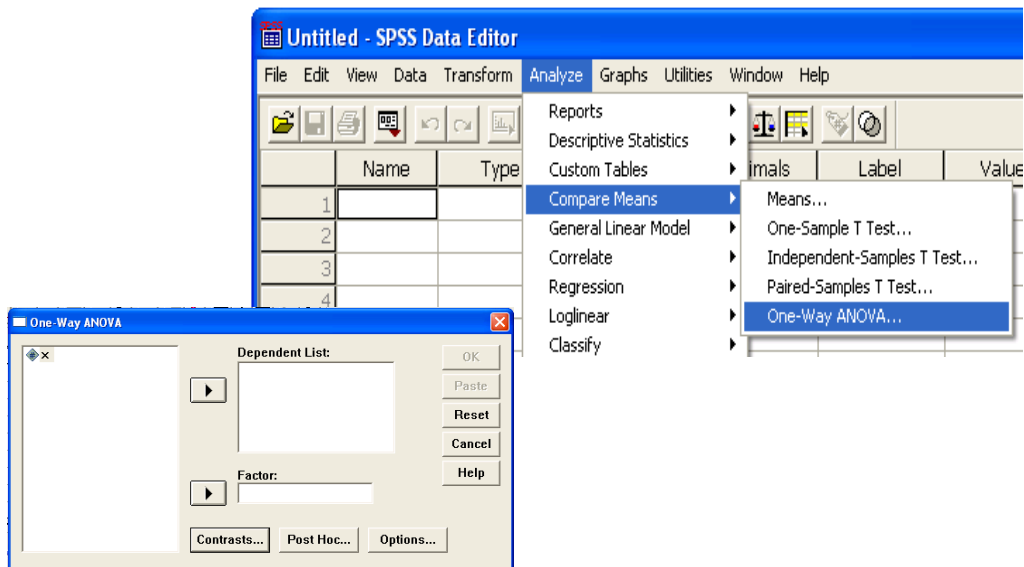 Untitled - SPSS Data Editor
File Edit View Data Transform Analyze Graphs Utilities Window Help
Reports
Descriptive Statistics
Custom Tables
Compare Means
General Linear Model
Correlate
Regression
Loglinear
Classify
Name Type imals Label Value
1
2
3
4
Means...
One-Sample T Test...
Independent-Samples T Test...
Paired-Samples T Test...
One-Way ANOVA...
One-Way ANOVA
x
Dependent List:
Factor:
OK
Paste
Reset
Cancel
Help
Contrasts... Post Hoc... Options...